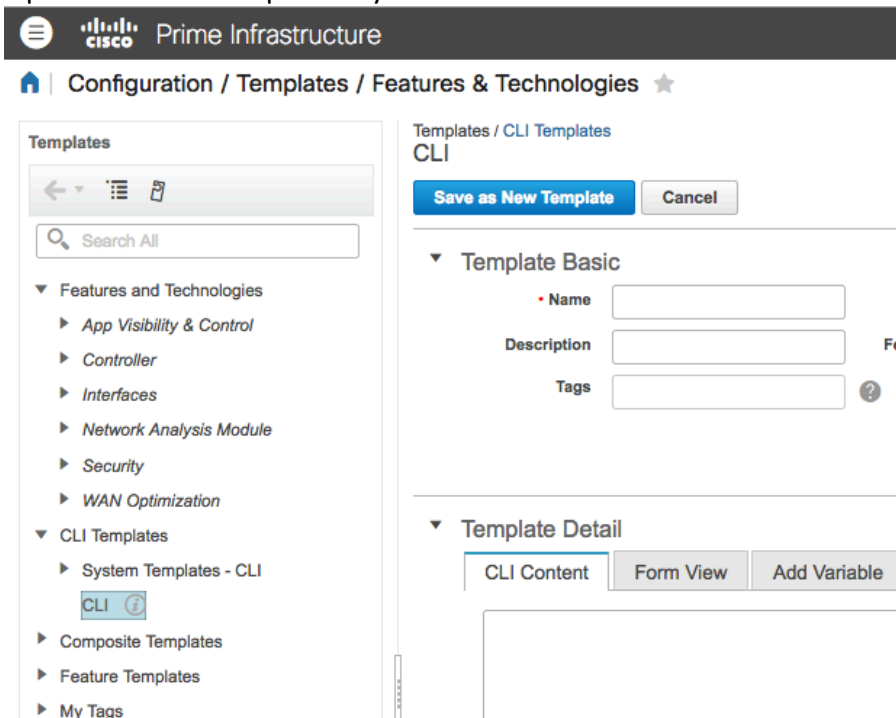 cisco Prime Infrastructure
Configuration / Templates / Features & Technologies
Templates
Search All
Features and Technologies
App Visibility & Control
Controller
Interfaces
Network Analysis Module
Security
WAN Optimization
CLI Templates
System Templates - CLI
CLI
Composite Templates
Feature Templates
My Tags
Templates / CLI Templates
CLI
Save as New Template Cancel
Template Basic
• Name
Description
Tags
Template Detail
CLI Content Form View Add Variable